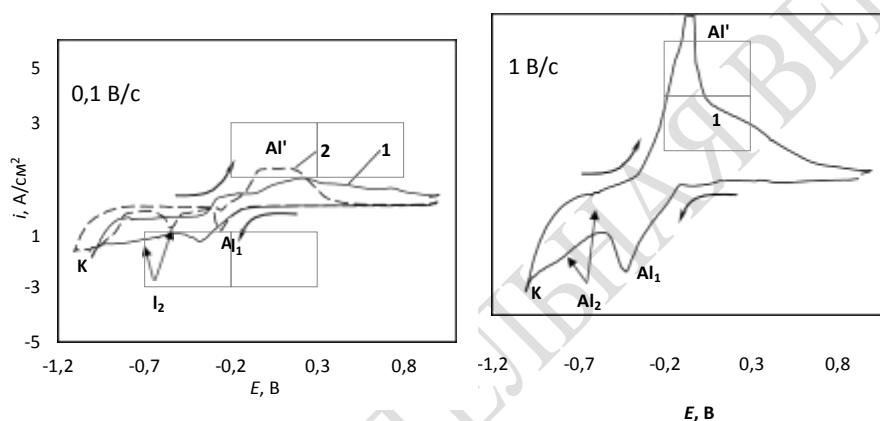 0,1 В/с
5
3
1
-3
-5
i, А/см²
Al'
2
1
K
Al₁
l₂
-1,2
-0,7
-0,2
0,3
0,8
E, В
1 В/с
Al'
1
K
Al₂
Al₁
-1,2
-0,7
-0,2
0,3
0,8
E, В